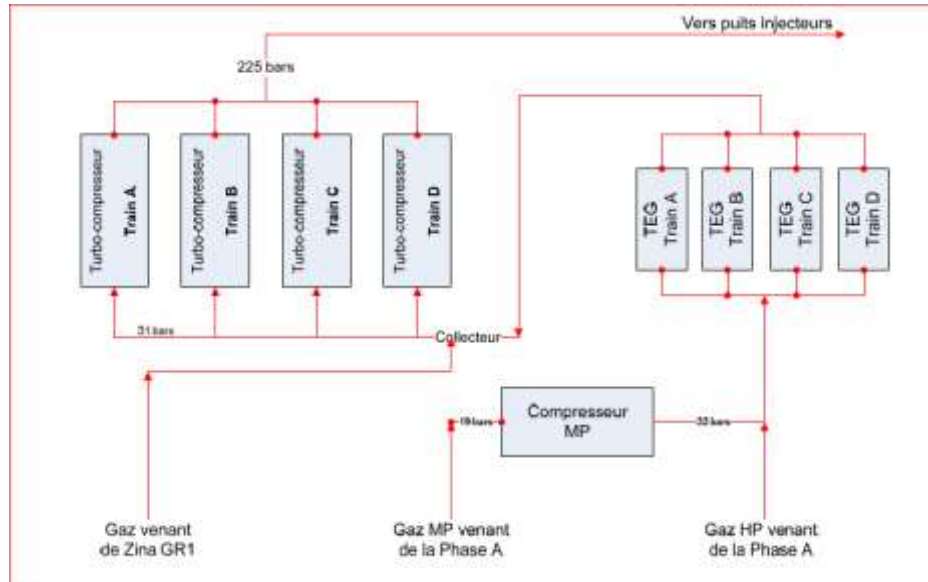 Vers puits injecteurs
225 bars
Turbo-compresseur
Train A
Turbo-compresseur
Train B
Turbo-compresseur
Train C
Turbo-compresseur
Train D
TEG
Train A
TEG
Train B
TEG
Train C
TEG
Train D
31 bars
Collecteur
Compresseur
MP
19 bars
32 bars
Gaz venant
de Zina GR1
Gaz MP venant
de la Phase A
Gaz HP venant
de la Phase A